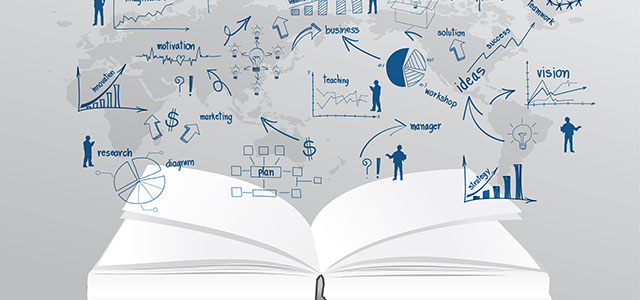 teamwork
business
solution
success
motivation
ideas
innovation
teaching
vision
workshop
marketing
manager
research
diagram
plan
strategy
? !
$
$
? !